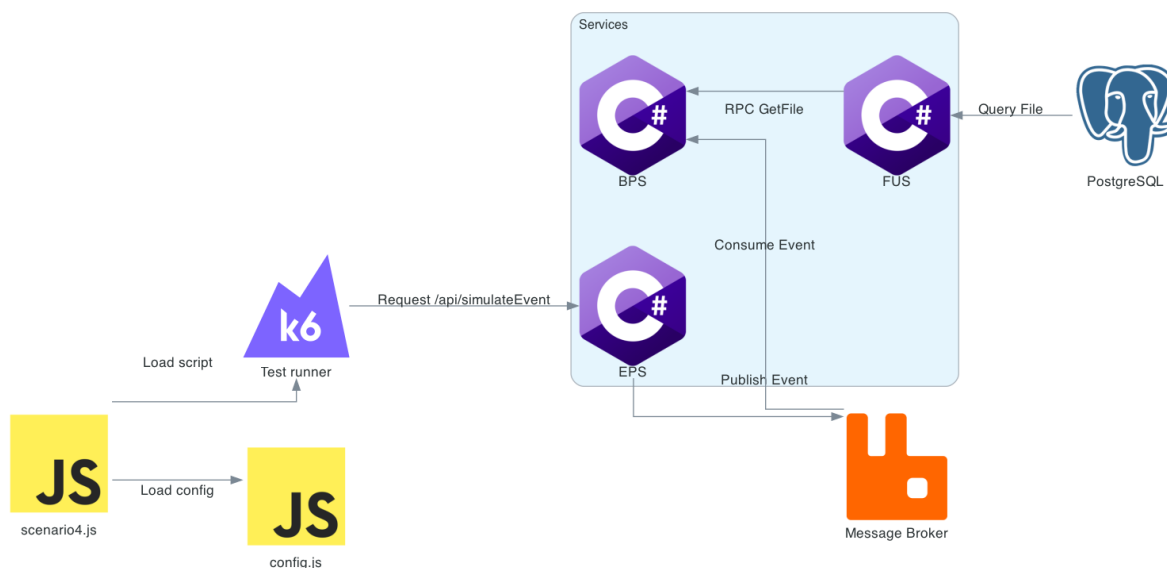 Services
C#
BPS
RPC GetFile
C#
FUS
Query File
PostgreSQL
Consume Event
k6
Test runner
Request /api/simulateEvent
C#
EPS
Load script
Publish Event
JS
scenario4.js
Load config
JS
config.js
Message Broker